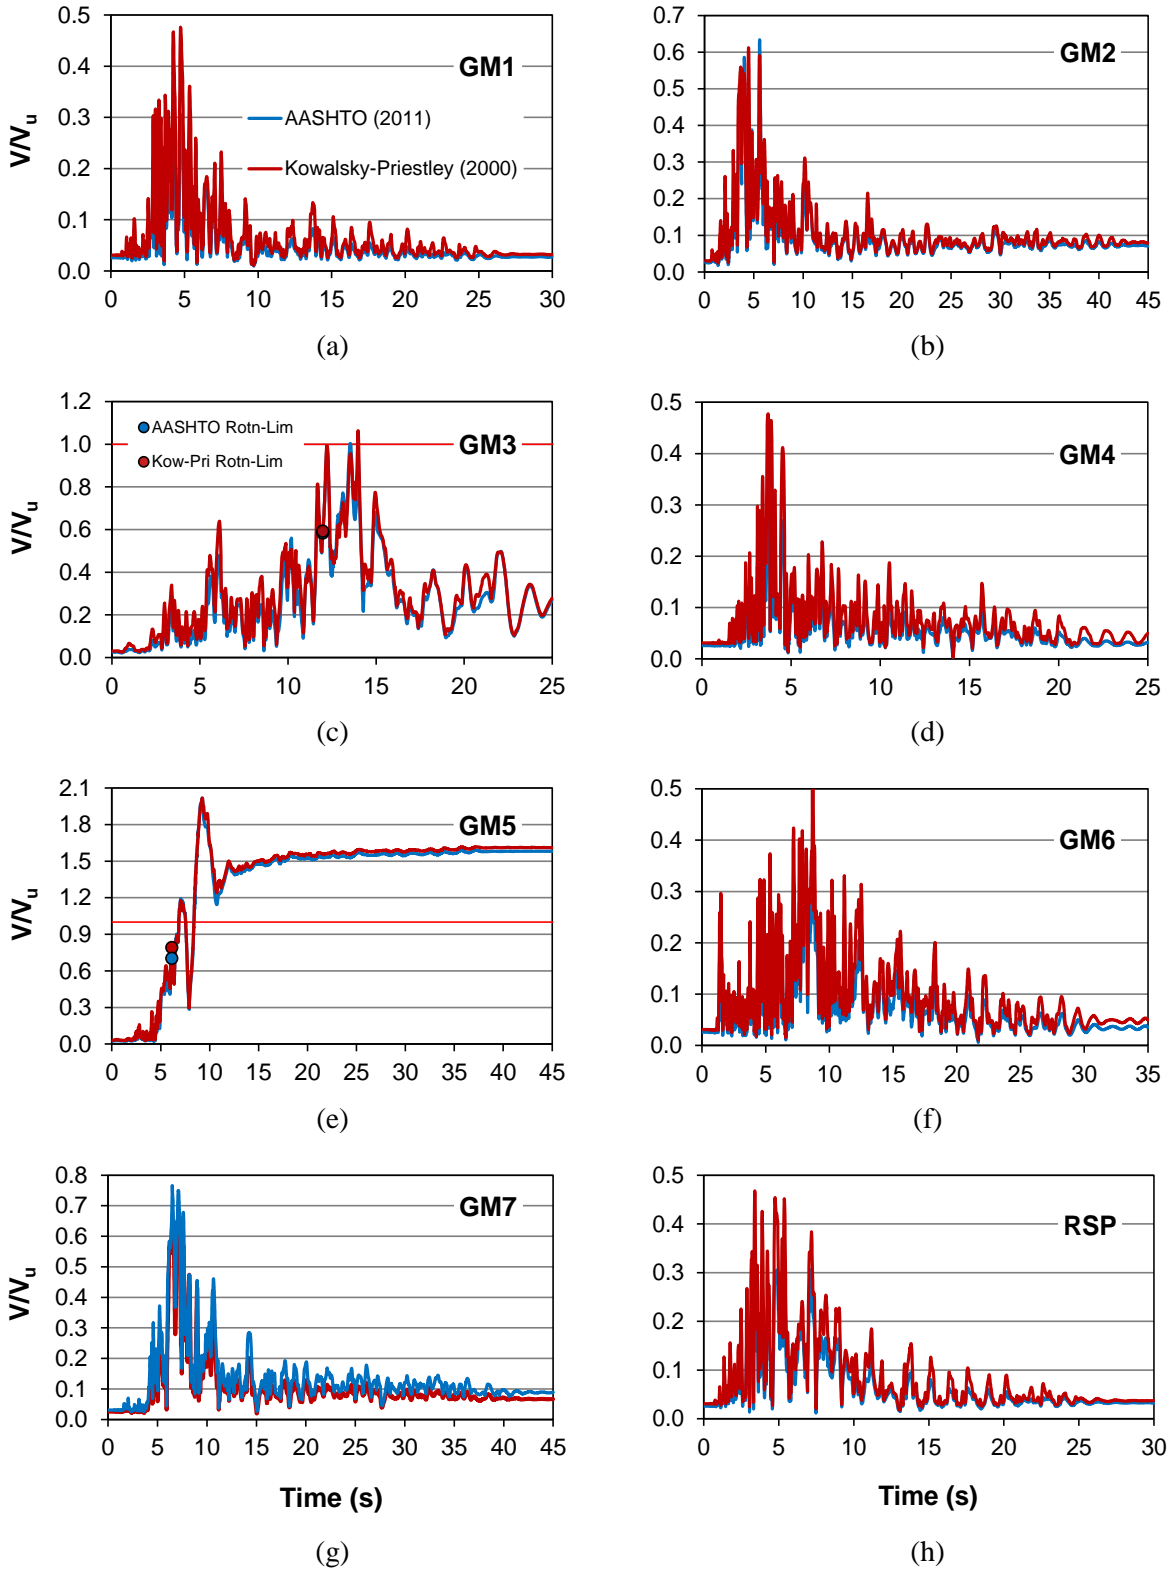 0.5
0.4
0.3
0.2
0.1
0.0
V/Vu
GM1
AASHTO (2011)
Kowalsky-Priestley (2000)
0 5 10 15 20 25 30
(a)
0.7
0.6
0.5
0.4
0.3
0.2
0.1
0.0
GM2
0 5 10 15 20 25 30 35 40 45
(b)
1.2
1.0
0.8
0.6
0.4
0.2
0.0
V/Vu
AASHTO Rotn-Lim
Kow-Pri Rotn-Lim
GM3
0 5 10 15 20 25
(c)
0.5
0.4
0.3
0.2
0.1
0.0
GM4
0 5 10 15 20 25
(d)
2.1
1.8
1.5
1.2
0.9
0.6
0.3
0.0
V/Vu
GM5
0 5 10 15 20 25 30 35 40 45
(e)
0.5
0.4
0.3
0.2
0.1
0.0
GM6
0 5 10 15 20 25 30 35
(f)
0.8
0.7
0.6
0.5
0.4
0.3
0.2
0.1
0.0
V/Vu
GM7
0 5 10 15 20 25 30 35 40 45
Time (s)
(g)
0.5
0.4
0.3
0.2
0.1
0.0
RSP
0 5 10 15 20 25 30
Time (s)
(h)